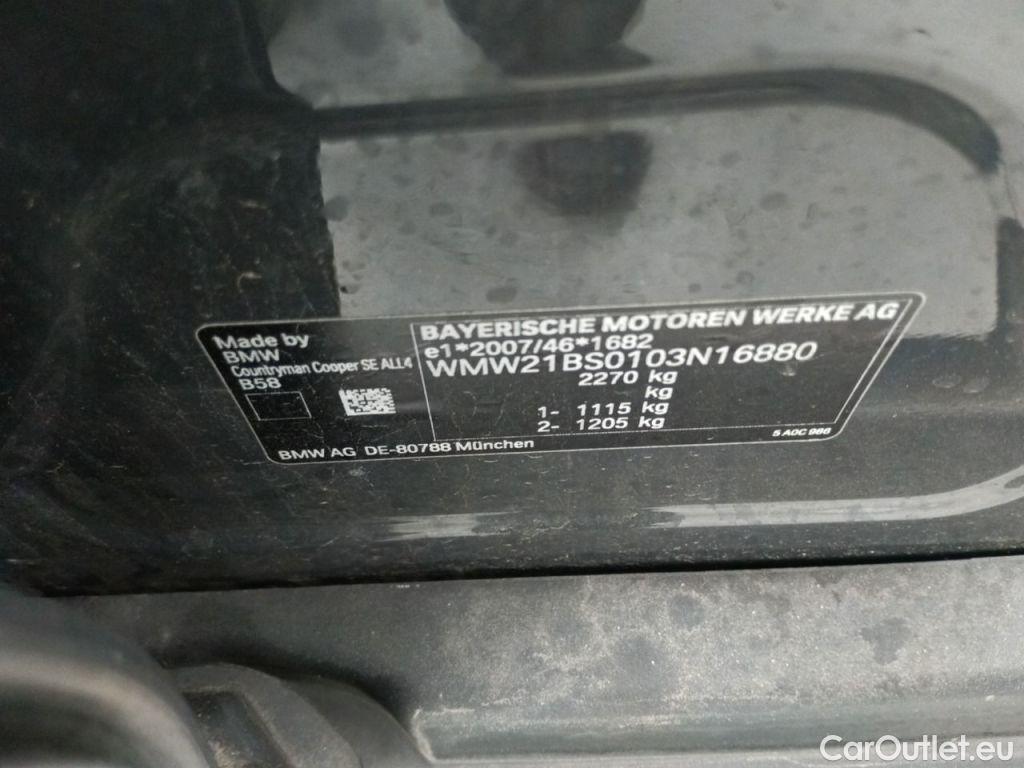 Made by
BMW
Countryman Cooper SE ALL4
B58
BAYERISCHE MOTOREN WERKE AG
e1*2007/46*1682
WMW21BS0103N16880
2270 kg
kg
1- 1115 kg
2- 1205 kg
5 A0C 986
BMW AG DE-80788 München
CarOutlet.eu